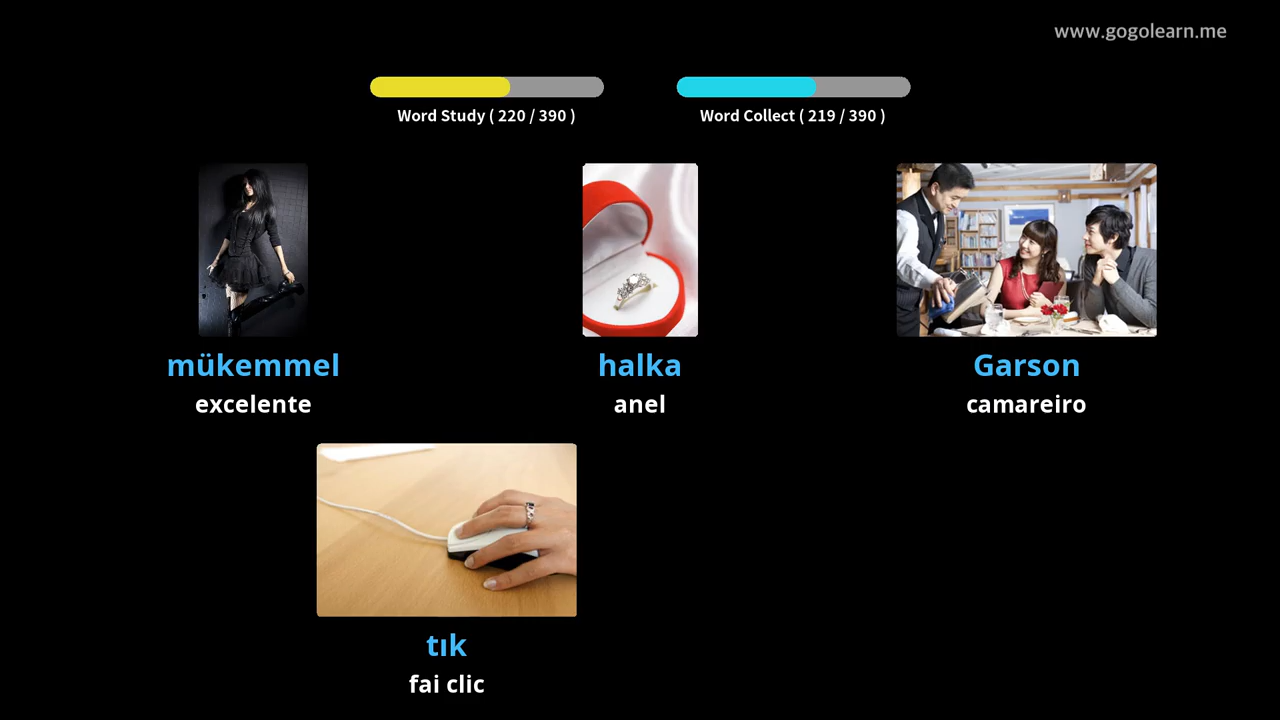 www.gogolearn.me
Word Study ( 220 / 390 )
Word Collect ( 219 / 390 )
mükemmel
excelente
halka
anel
Garson
camareiro
tık
fai clic